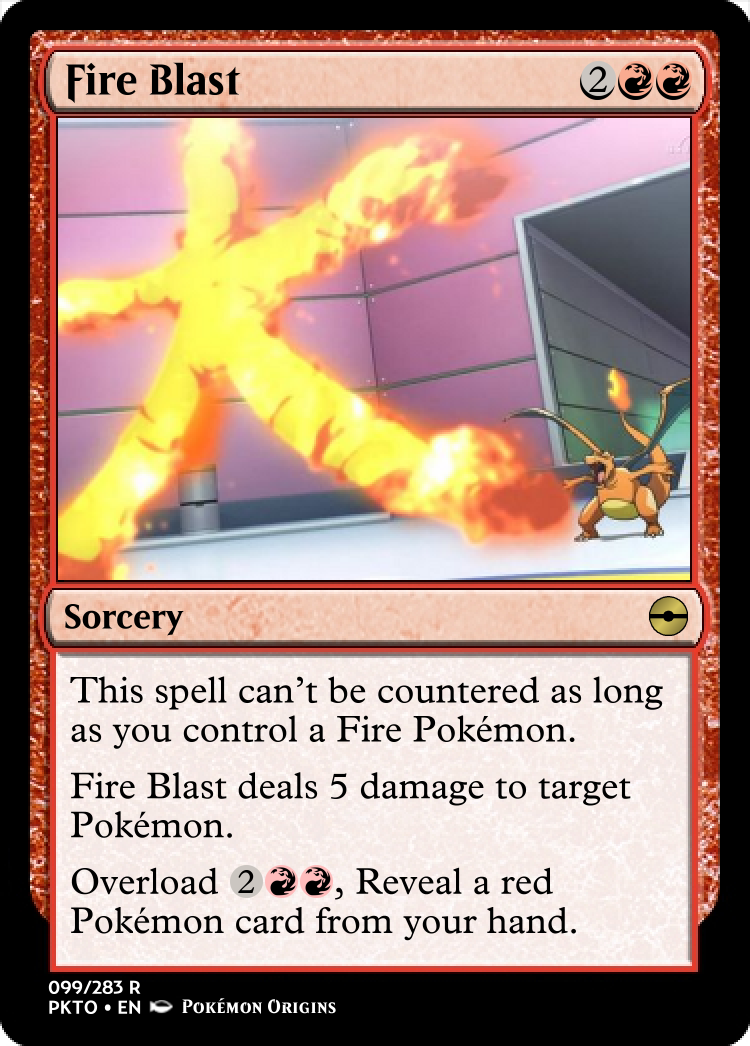 Fire Blast 2
Sorcery
This spell can't be countered as long
as you control a Fire Pokémon.
Fire Blast deals 5 damage to target
Pokémon.
Overload 2, Reveal a red
Pokémon card from your hand.
099/283 R
PKTO • EN Pokémon Origins